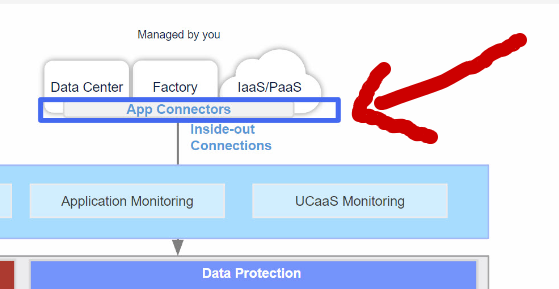 Managed by you
Data Center
Factory
IaaS/PaaS
App Connectors
Inside-out
Connections
Application Monitoring
UCaaS Monitoring
Data Protection